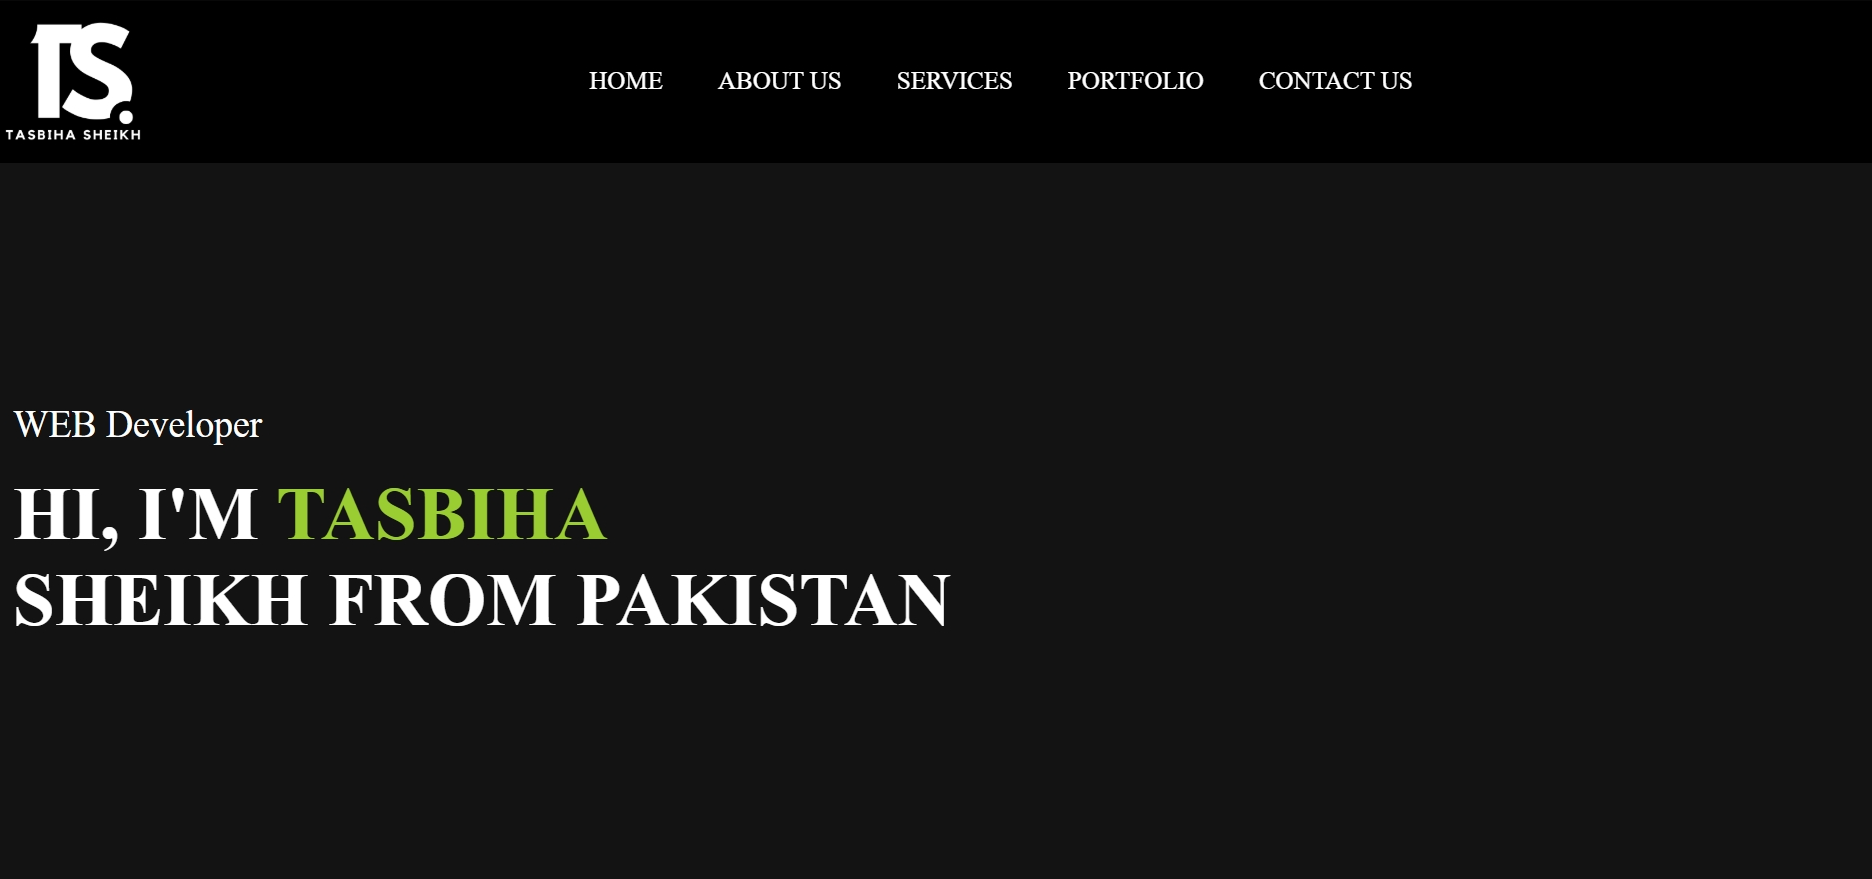 TS.
TASBIHA SHEIKH
HOME ABOUT US SERVICES PORTFOLIO CONTACT US
WEB Developer
HI, I'M TASBIHA
SHEIKH FROM PAKISTAN